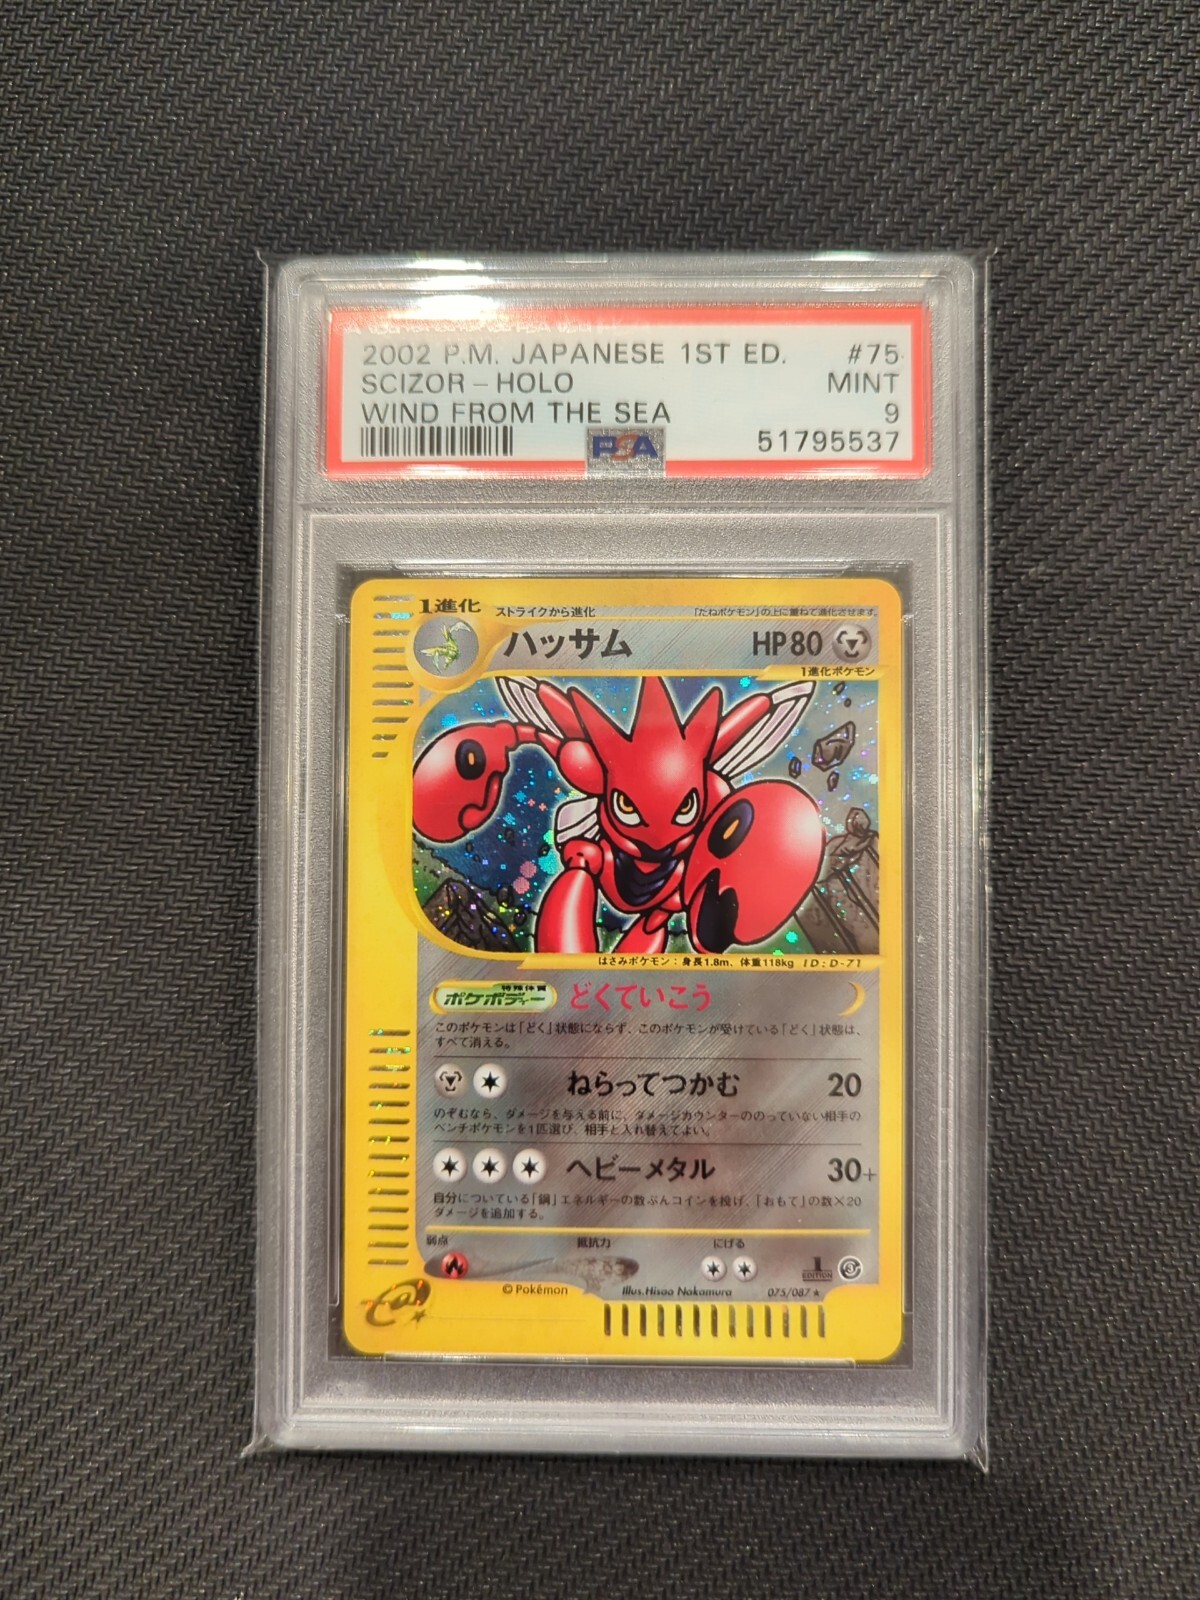 2002 P.M. JAPANESE 1ST ED. #75
SCIZOR - HOLO MINT
WIND FROM THE SEA 9
PSA 51795537
1進化 ストライクから進化 「たねポケモン」の上に重ねて進化させます。
ハッサム HP80
1進化ポケモン
はさみポケモン：身長1.8m、体重118kg ID:D-71
特殊体質
ポケボディー どくていこう
このポケモンは「どく」状態にならず、このポケモンが受けている「どく」状態は、
すべて消える。
ねらってつかむ 20
のぞむなら、ダメージを与える前に、ダメージカウンターののっていない相手の
ベンチポケモンを1匹選び、相手と入れ替えてよい。
ヘビーメタル 30+
自分についている「鋼」エネルギーの数ぶんコインを投げ、「おもて」の数×20
ダメージを追加する。
弱点 抵抗力 にげる
1
EDITION
©Pokémon Illus.Hisao Nakamura 075/087★